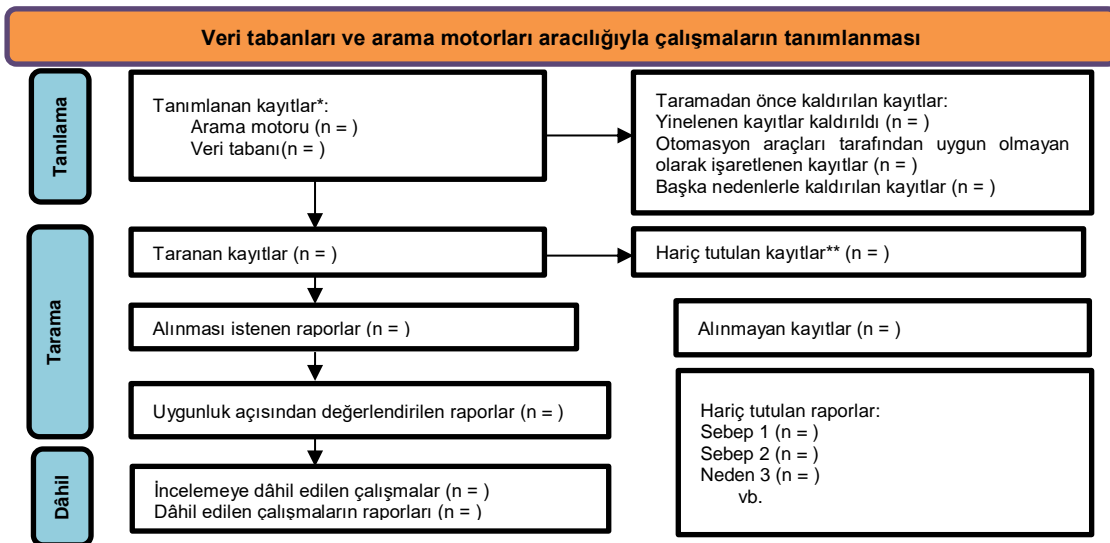 Veri tabanları ve arama motorları aracılığıyla çalışmaların tanımlanması
Tanılama
Tanımlanan kayıtlar*:
Arama motoru (n = )
Veri tabanı(n = )
Taramadan önce kaldırılan kayıtlar:
Yinelenen kayıtlar kaldırıldı (n = )
Otomasyon araçları tarafından uygun olmayan
olarak işaretlenen kayıtlar (n = )
Başka nedenlerle kaldırılan kayıtlar (n = )
Tarama
Taranan kayıtlar (n = )
Hariç tutulan kayıtlar** (n = )
Alınması istenen raporlar (n = )
Alınmayan kayıtlar (n = )
Uygunluk açısından değerlendirilen raporlar (n = )
Hariç tutulan raporlar:
Sebep 1 (n = )
Sebep 2 (n = )
Neden 3 (n = )
vb.
Dâhil
İncelemeye dâhil edilen çalışmalar (n = )
Dâhil edilen çalışmaların raporları (n = )